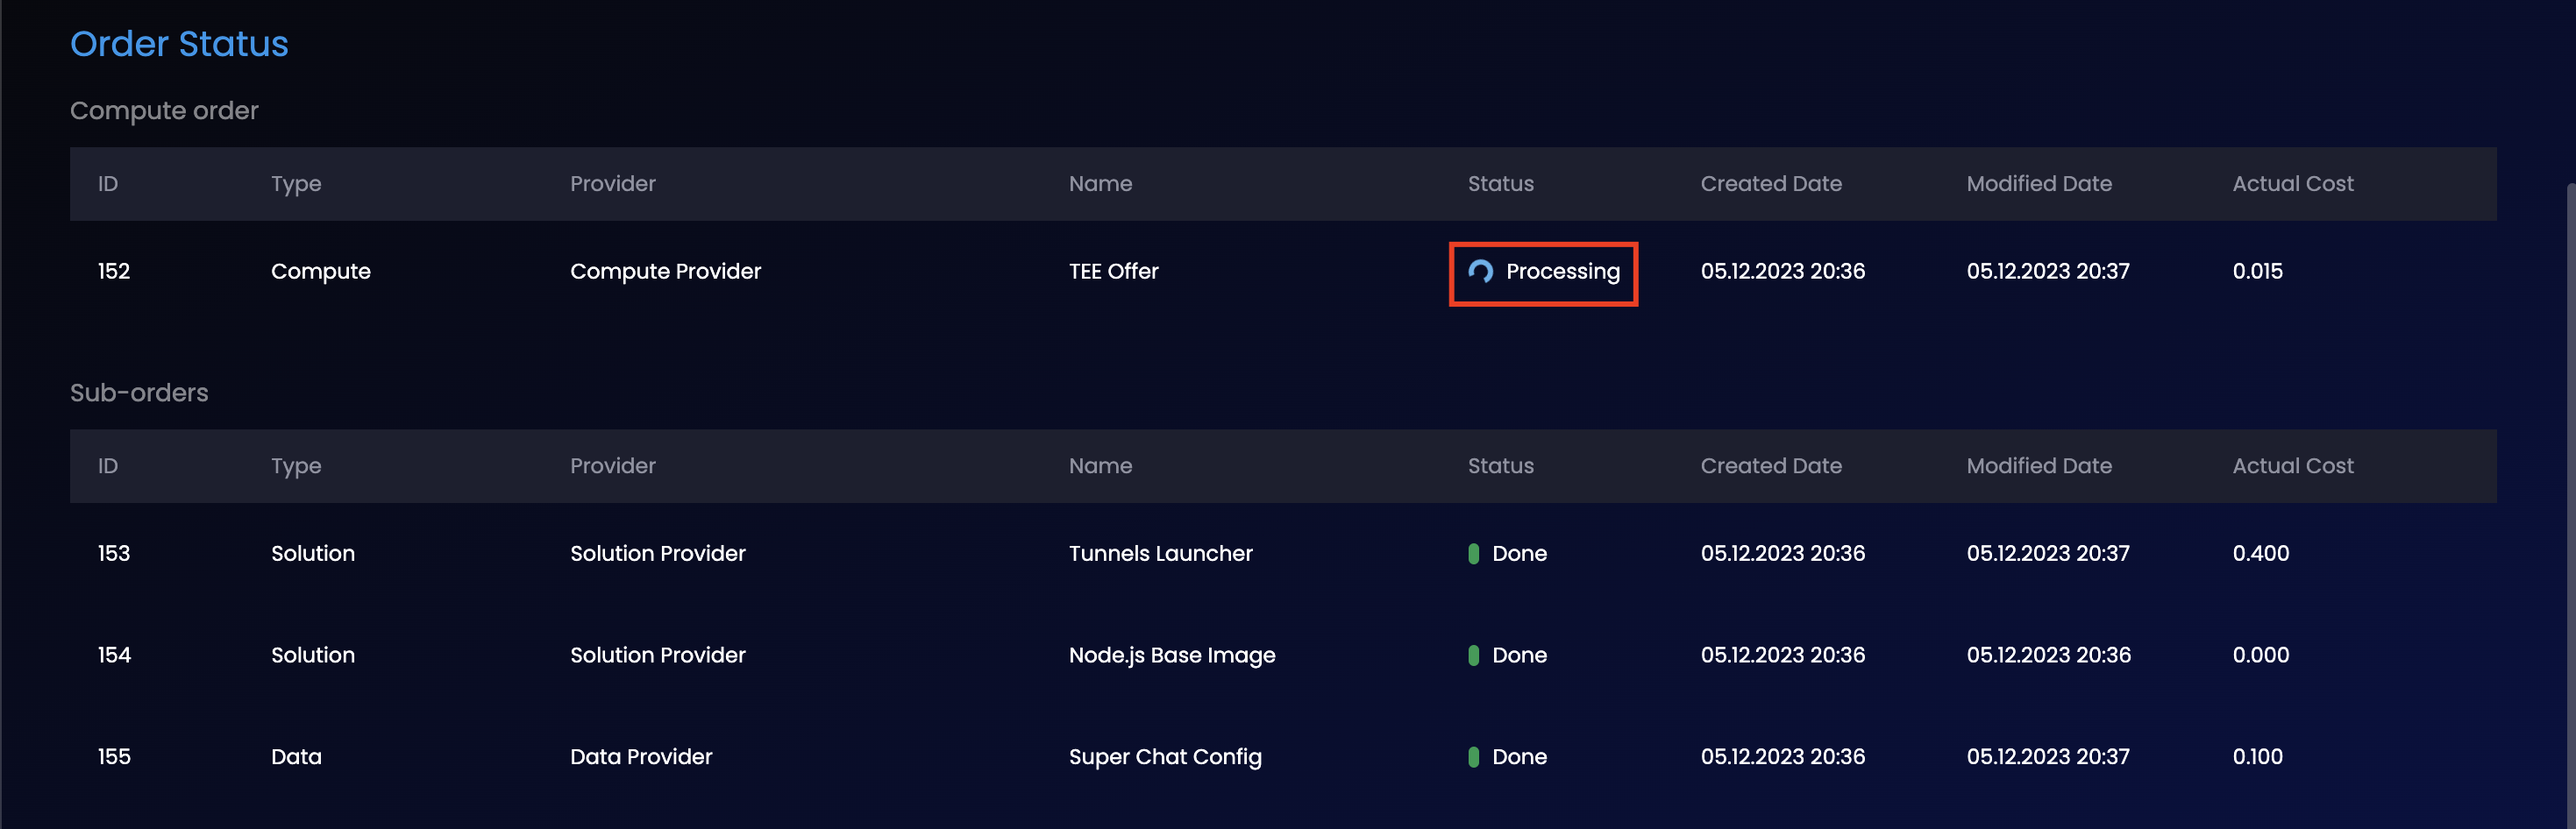 Order Status
Compute order
ID Type Provider Name Status Created Date Modified Date Actual Cost
152 Compute Compute Provider TEE Offer Processing 05.12.2023 20:36 05.12.2023 20:37 0.015
Sub-orders
ID Type Provider Name Status Created Date Modified Date Actual Cost
153 Solution Solution Provider Tunnels Launcher Done 05.12.2023 20:36 05.12.2023 20:37 0.400
154 Solution Solution Provider Node.js Base Image Done 05.12.2023 20:36 05.12.2023 20:36 0.000
155 Data Data Provider Super Chat Config Done 05.12.2023 20:36 05.12.2023 20:37 0.100